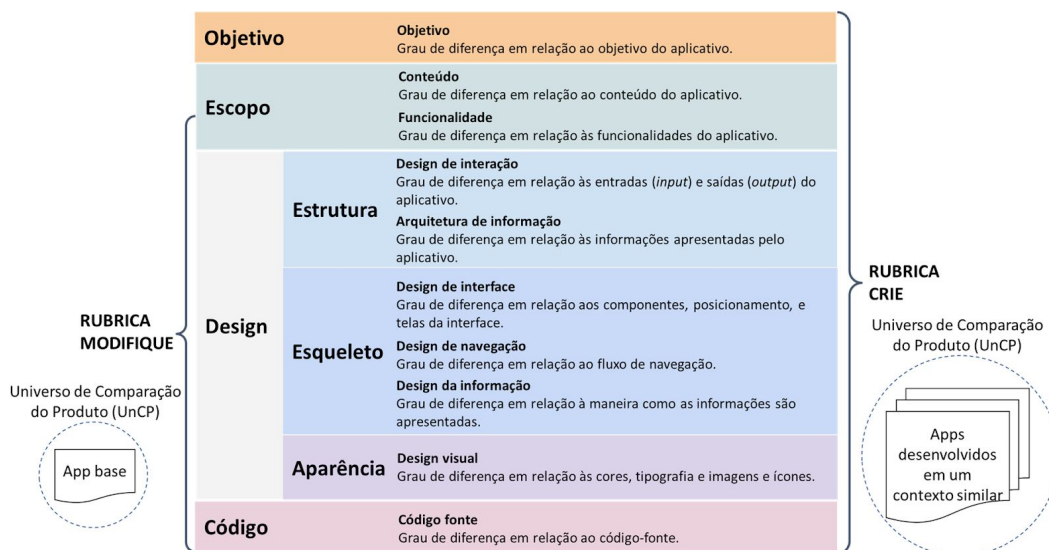 Objetivo
Objetivo
Grau de diferença em relação ao objetivo do aplicativo.
Escopo
Conteúdo
Grau de diferença em relação ao conteúdo do aplicativo.
Funcionalidade
Grau de diferença em relação às funcionalidades do aplicativo.
Design
Estrutura
Design de interação
Grau de diferença em relação às entradas (input) e saídas (output) do
aplicativo.
Arquitetura de informação
Grau de diferença em relação às informações apresentadas pelo
aplicativo.
Esqueleto
Design de interface
Grau de diferença em relação aos componentes, posicionamento, e
telas da interface.
Design de navegação
Grau de diferença em relação ao fluxo de navegação.
Design da informação
Grau de diferença em relação à maneira como as informações são
apresentadas.
Aparência
Design visual
Grau de diferença em relação às cores, tipografia e imagens e ícones.
Código
Código fonte
Grau de diferença em relação ao código-fonte.
RUBRICA
MODIFIQUE
Universo de Comparação
do Produto (UnCP)
App base
RUBRICA
CRIE
Universo de Comparação
do Produto (UnCP)
Apps
desenvolvidos
em um
contexto similar